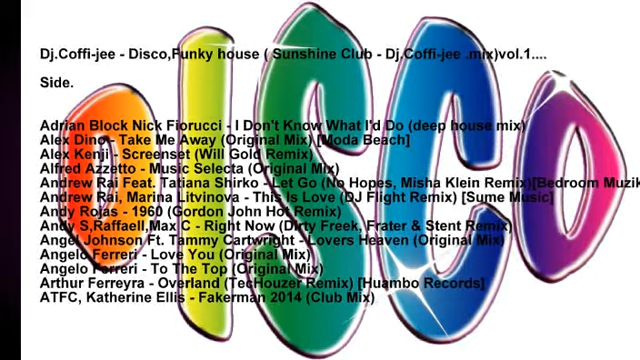 Dj.Coffi-jee - Disco,Funky house ( Sunshine Club - Dj,Coffi-jee .mix)vol.1....
Side.
Adrian Block Nick Fiorucci - I Don't Know What I'd Do (deep house mix)
Alex Dino - Take Me Away (Original Mix) [Moda Beach]
Alex Kenji - Screenset (Will Gold Remix)
Alfred Azzetto - Music Selecta (Original Mix)
Andrew Rai Feat. Tatiana Shirko - Let Go (No Hopes, Misha Klein Remix)[Bedroom Muzik
Andrew Rai, Marina Litvinova - This Is Love (DJ Flight Remix) [Sume Music]
Andy Rojas - 1960 (Gordon John Hot Remix)
Andy S,Raffaell,Max C - Right Now (Dirty Freek, Frater & Stent Remix)
Angel Johnson Ft. Tammy Cartwright - Lovers Heaven (Original Mix)
Angelo Ferreri - Love You (Original Mix)
Angelo Ferreri - To The Top (Original Mix)
Arthur Ferreyra - Overland (TecHouzer Remix) [Huambo Records]
ATFC, Katherine Ellis - Fakerman 2014 (Club Mix)
DISCO